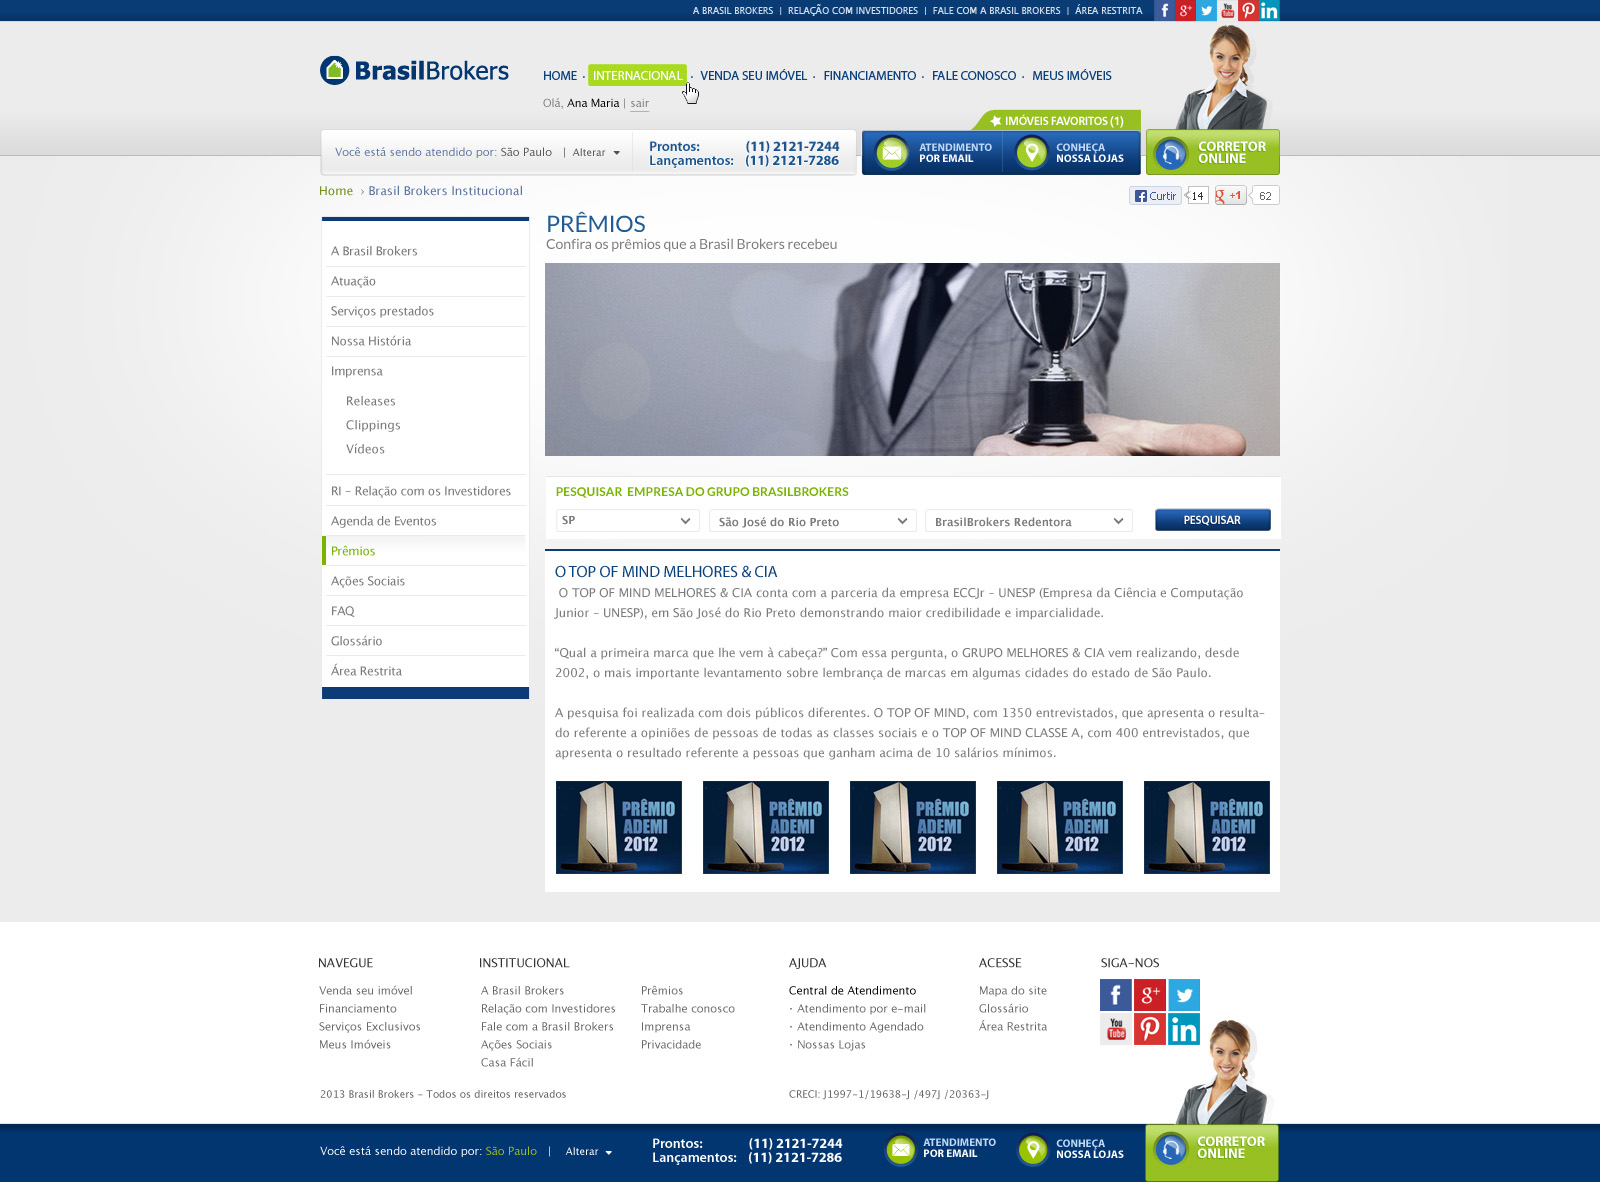 A BRASIL BROKERS | RELAÇÃO COM INVESTIDORES | FALE COM A BRASIL BROKERS | ÁREA RESTRITA
f g+ You Tube in
BrasilBrokers
HOME · INTERNACIONAL · VENDA SEU IMÓVEL · FINANCIAMENTO · FALE CONOSCO · MEUS IMÓVEIS
Olá, Ana Maria | sair
IMÓVEIS FAVORITOS (1)
Você está sendo atendido por: São Paulo | Alterar
Prontos: (11) 2121-7244
Lançamentos: (11) 2121-7286
ATENDIMENTO
POR EMAIL
CONHEÇA
NOSSA LOJAS
CORRETOR
ONLINE
Home › Brasil Brokers Institucional
Curtir 14 g +1 62
A Brasil Brokers
Atuação
Serviços prestados
Nossa História
Imprensa
Releases
Clippings
Vídeos
RI - Relação com os Investidores
Agenda de Eventos
Prêmios
Ações Sociais
FAQ
Glossário
Área Restrita
PRÊMIOS
Confira os prêmios que a Brasil Brokers recebeu
PESQUISAR EMPRESA DO GRUPO BRASILBROKERS
SP São José do Rio Preto BrasilBrokers Redentora PESQUISAR
O TOP OF MIND MELHORES & CIA
O TOP OF MIND MELHORES & CIA conta com a parceria da empresa ECCJr - UNESP (Empresa da Ciência e Computação
Junior - UNESP), em São José do Rio Preto demonstrando maior credibilidade e imparcialidade.
“Qual a primeira marca que lhe vem à cabeça?” Com essa pergunta, o GRUPO MELHORES & CIA vem realizando, desde
2002, o mais importante levantamento sobre lembrança de marcas em algumas cidades do estado de São Paulo.
A pesquisa foi realizada com dois públicos diferentes. O TOP OF MIND, com 1350 entrevistados, que apresenta o resulta-
do referente a opiniões de pessoas de todas as classes sociais e o TOP OF MIND CLASSE A, com 400 entrevistados, que
apresenta o resultado referente a pessoas que ganham acima de 10 salários mínimos.
PRÊMIO ADEMI 2012
PRÊMIO ADEMI 2012
PRÊMIO ADEMI 2012
PRÊMIO ADEMI 2012
PRÊMIO ADEMI 2012
NAVEGUE
Venda seu imóvel
Financiamento
Serviços Exclusivos
Meus Imóveis
INSTITUCIONAL
A Brasil Brokers
Relação com Investidores
Fale com a Brasil Brokers
Ações Sociais
Casa Fácil
Prêmios
Trabalhe conosco
Imprensa
Privacidade
AJUDA
Central de Atendimento
· Atendimento por e-mail
· Atendimento Agendado
· Nossas Lojas
ACESSE
Mapa do site
Glossário
Área Restrita
SIGA-NOS
f g+
You Tube in
2013 Brasil Brokers - Todos os direitos reservados
CRECI: J1997-1/19638-J /497J /20363-J
Você está sendo atendido por: São Paulo | Alterar
Prontos: (11) 2121-7244
Lançamentos: (11) 2121-7286
ATENDIMENTO
POR EMAIL
CONHEÇA
NOSSA LOJAS
CORRETOR
ONLINE